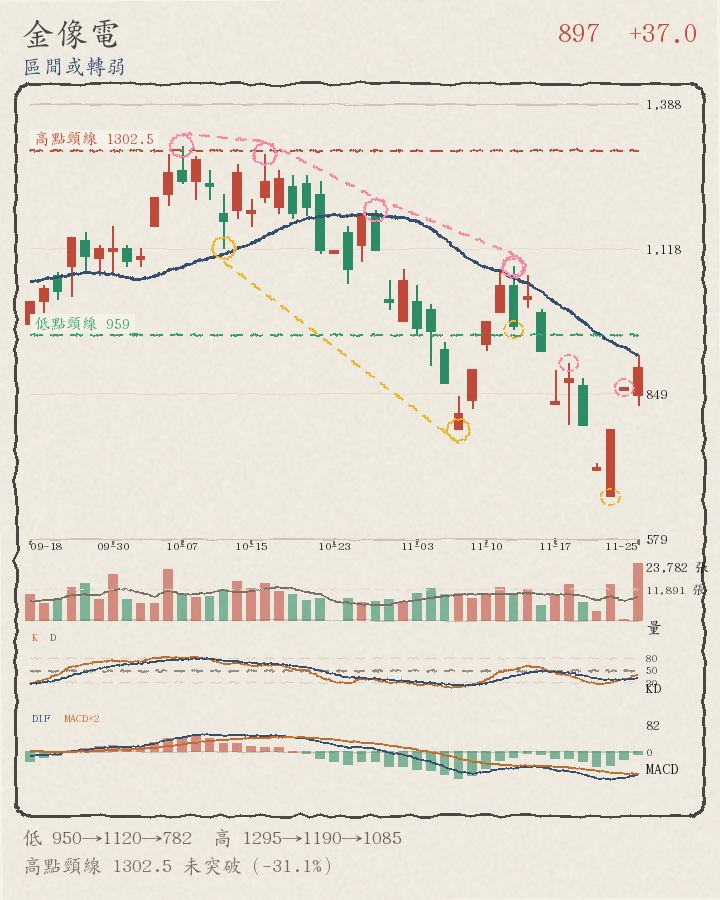 金像電
897 +37.0
區間或轉弱
1,388
高點頸線 1302.5
1,118
低點頸線 959
849
579
09-18 09-30 10-07 10-15 10-23 11-03 11-10 11-17 11-25
23,782 張
11,891 張
量
K D
80
50
20
KD
DIF MACD×2
82
0
MACD
低 950→1120→782 高 1295→1190→1085
高點頸線 1302.5 未突破 (-31.1%)